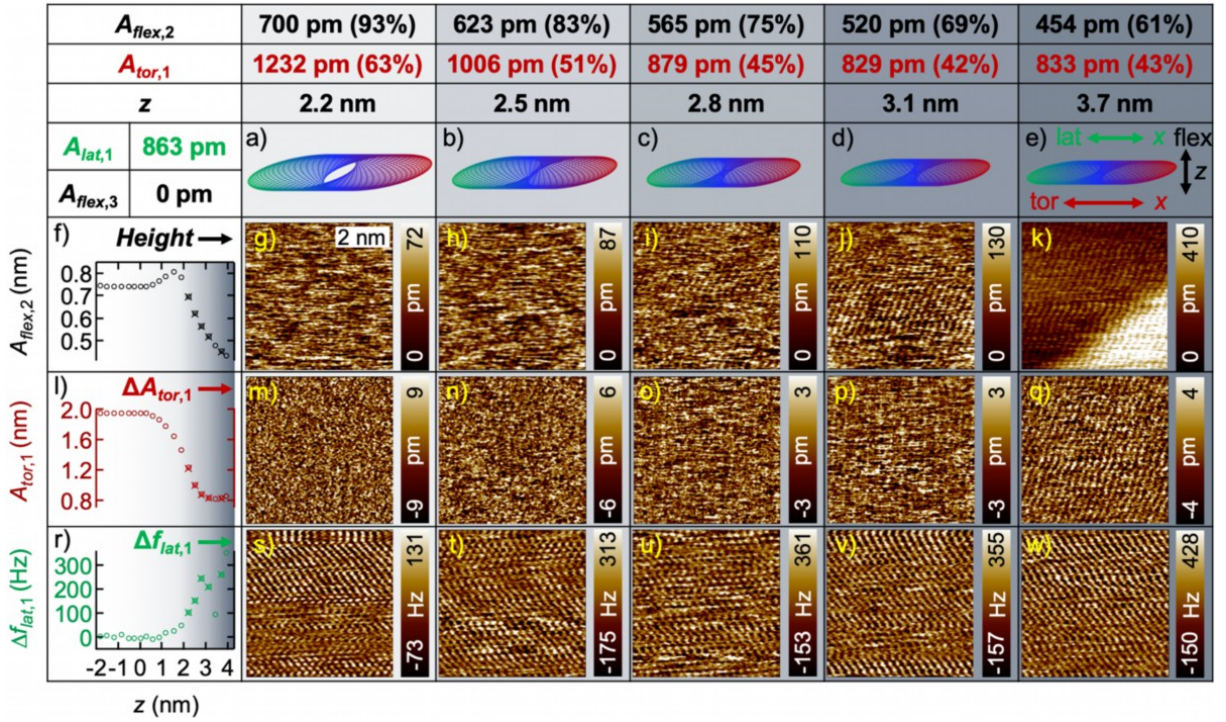 A_flex,2 700 pm (93%) 623 pm (83%) 565 pm (75%) 520 pm (69%) 454 pm (61%)
A_tor,1 1232 pm (63%) 1006 pm (51%) 879 pm (45%) 829 pm (42%) 833 pm (43%)
z 2.2 nm 2.5 nm 2.8 nm 3.1 nm 3.7 nm
A_lat,1 863 pm
A_flex,3 0 pm
a) b) c) d) e)
lat x flex
z
tor x
f) Height →
A_flex,2 (nm)
0.8
0.7
0.6
0.5
g) 2 nm 72 pm 0
h) 87 pm 0
i) 110 pm 0
j) 130 pm 0
k) 410 pm 0
l) ΔA_tor,1 →
A_tor,1 (nm)
2.0
1.6
1.2
0.8
m) 9 pm -9
n) 6 pm -6
o) 3 pm -3
p) 3 pm -3
q) 4 pm -4
r) Δf_lat,1 →
Δf_lat,1 (Hz)
300
200
100
0
s) 131 Hz -73
t) 313 Hz -175
u) 361 Hz -153
v) 355 Hz -157
w) 428 Hz -150
-2 -1 0 1 2 3 4
z (nm)